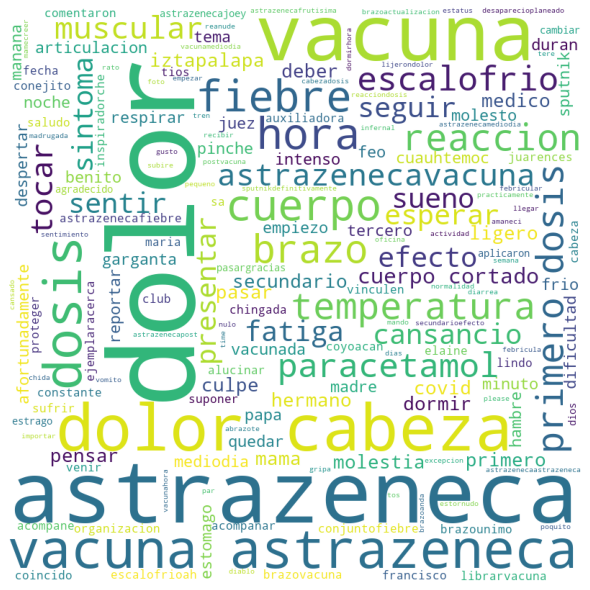 comentaron
astrazenecajoey
astrazenecafrutisima
brazoactualizacion
estatus
desaparecioplaneado
reanude
vacunamediodia
dormirhora
cambiar
muscular
vacuna
manana
articulacion
tema
duran
mamecreer
rato
iztapalapa
cabezadosis
lijerondolor
tere
fecha
tios
empezar
deber
escalofrio
sputnik
conejito
foto
reacciondosis
noche
respirar
fiebre
auxiliadora
medico
sintoma
inspiradorche
tren
recibir
seguir
molesto
astrazenecamediodia
saludo
juez
hora
reaccion
madrugada
gusto
postvacuna
intenso
feo
infernal
despertar
pinche
cuauhtemoc
juarences
tocar
subire
benito
pequeno
astrazenecavacuna
febricular
agradecido
sputnikdefinitivamente
practicamente
sentir
sa
cuerpo
sueno
llegar
astrazenecafiebre
esperar
amaneci
dolor
maria
empiezo
tercero
ligero
sentimiento
oficina
actividad
cabeza
garganta
brazo
efecto
semana
aplicaron
dosis
pasargracias
secundario
cuerpo cortado
frio
cansado
presentar
pasar
vinculen
normalidad
diarrea
afortunadamente
proteger
reportar
club
chingada
temperatura
primero dosis
dificultad
ejemplaracerca
astrazenecapost
nulo
fatiga
coyoacan
mando
secundarioefecto
febricula
lime
vacunada
dias
elaine
lindo
cansancio
constante
alucinar
paracetamol
please
chida
vomito
culpe
madre
covid
minuto
dios
sufrir
suponer
hermano
dormir
hambre
estrago
papa
abrazote
importar
dolor cabeza
quedar
pensar
gripa
excepcion
astrazenecaastrazeneca
venir
mediodia
mama
molestia
primero
astrazeneca
vacunahora
par
tos
estornudo
brazoanda
poquito
acompane
organizacion
estomago
acompanar
conjuntofiebre
brazounimo
vacuna astrazeneca
coincido
escalofrioah
diablo
brazovacuna
francisco
librarvacuna